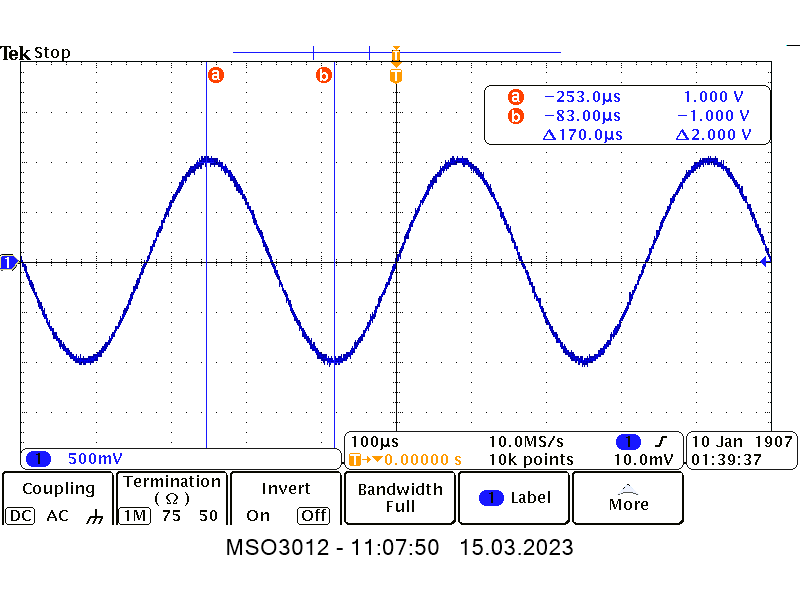 Tek Stop
T
a b T
a −253.0µs 1.000 V
b −83.00µs −1.000 V
Δ170.0µs Δ2.000 V
1
1 500mV
100µs 10.0MS/s 1
T→▼0.00000 s 10k points 10.0mV
10 Jan 1907
01:39:37
Coupling
DC AC
Termination
(Ω)
1M 75 50
Invert
On Off
Bandwidth
Full
1 Label
More
MSO3012 - 11:07:50 15.03.2023